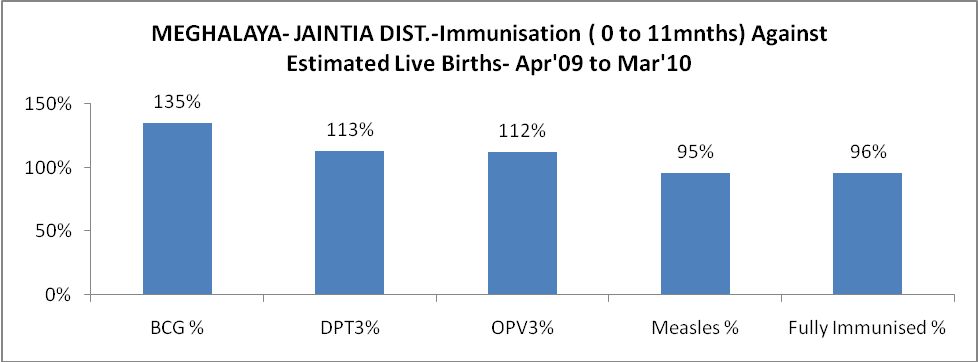 MEGHALAYA- JAINTIA DIST.-Immunisation ( 0 to 11mnths) Against
Estimated Live Births- Apr'09 to Mar'10
150%
100%
50%
0%
135%
113%
112%
95%
96%
BCG %
DPT3%
OPV3%
Measles %
Fully Immunised %